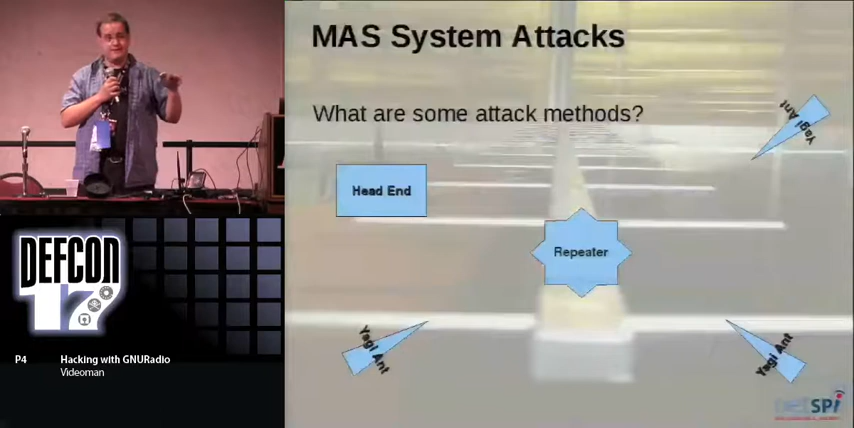 MAS System Attacks
What are some attack methods?
Yagi Ant
Head End
Repeater
Yagi Ant
Yagi Ant
netSPI
DEFCON
17
P4 Hacking with GNURadio
Videoman